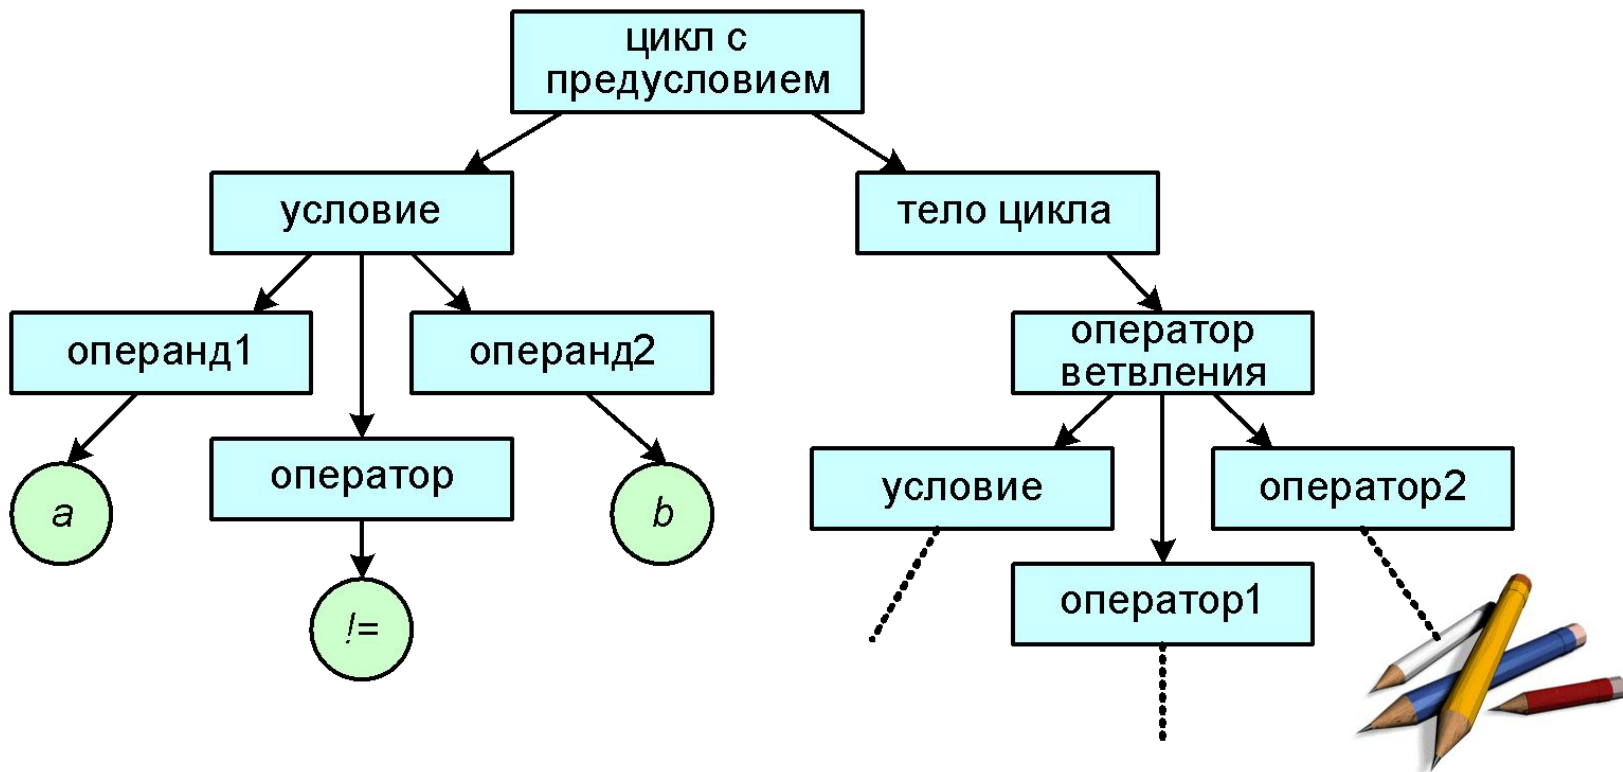 цикл с
предусловием
условие
тело цикла
операнд1
операнд2
оператор
ветвления
a
оператор
b
условие
оператор2
!=
оператор1